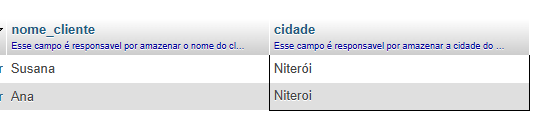 nome_cliente cidade
Esse campo é responsavel por amazenar o nome do cl... Esse campo é responsavel por amazenar a cidade do ...
r Susana Niterói
r Ana Niteroi